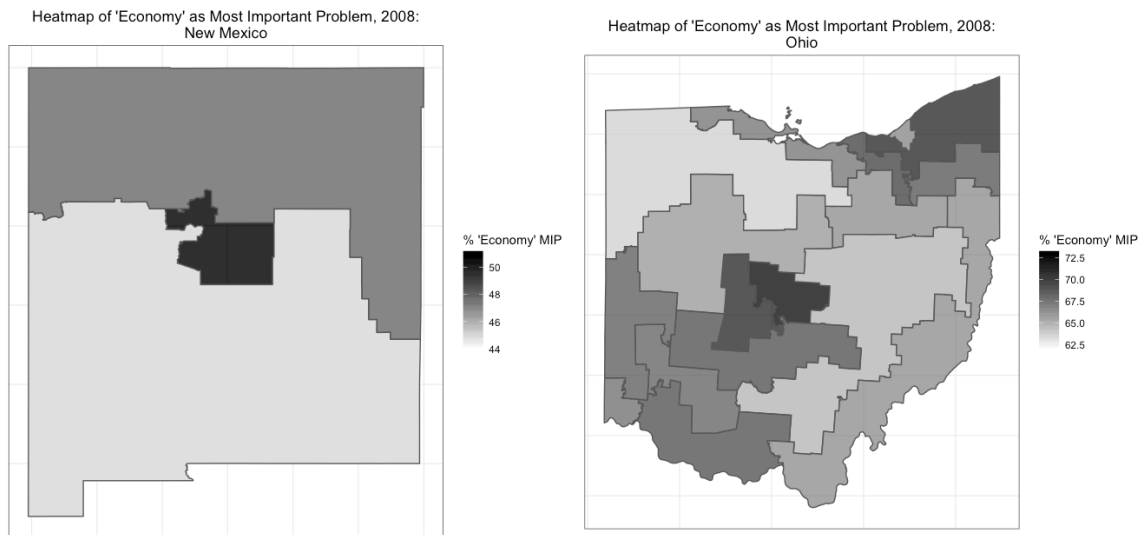 Heatmap of 'Economy' as Most Important Problem, 2008:
New Mexico
% 'Economy' MIP
50
48
46
44
Heatmap of 'Economy' as Most Important Problem, 2008:
Ohio
% 'Economy' MIP
72.5
70.0
67.5
65.0
62.5